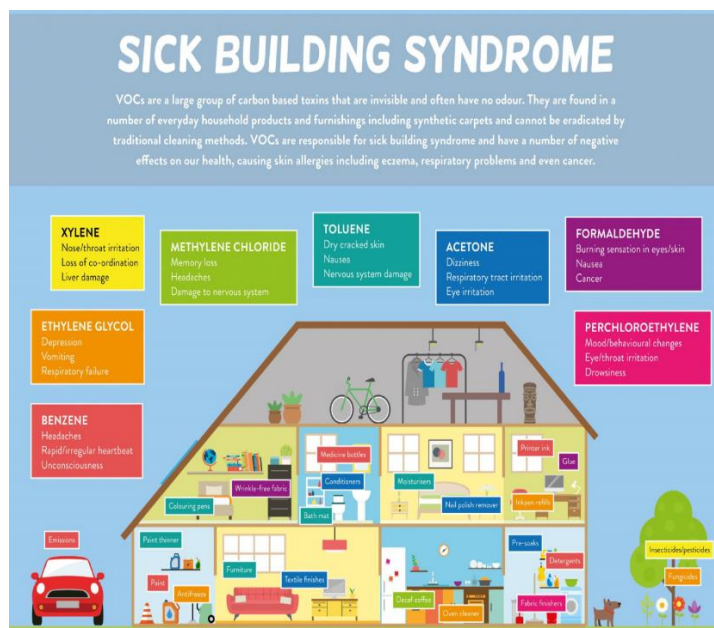 SICK BUILDING SYNDROME
VOCs are a large group of carbon based toxins that are invisible and often have no odour. They are found in a
number of everyday household products and furnishings including synthetic carpets and cannot be eradicated by
traditional cleaning methods. VOCs are responsible for sick building syndrome and have a number of negative
effects on our health, causing skin allergies including eczema, respiratory problems and even cancer.
XYLENE
Nose/throat irritation
Loss of co-ordination
Liver damage
METHYLENE CHLORIDE
Memory loss
Headaches
Damage to nervous system
TOLUENE
Dry cracked skin
Nausea
Nervous system damage
ACETONE
Dizziness
Respiratory tract irritation
Eye irritation
FORMALDEHYDE
Burning sensation in eyes/skin
Nausea
Cancer
ETHYLENE GLYCOL
Depression
Vomiting
Respiratory failure
PERCHLOROETHYLENE
Mood/behavioural changes
Eye/throat irritation
Drowsiness
BENZENE
Headaches
Rapid/irregular heartbeat
Unconsciousness
Medicine bottles
Printer ink
Glue
Wrinkle-free fabric
Conditioners
Moisturisers
Colouring pens
Bath mat
Nail polish remover
Inkpen refills
Emissions
Paint thinner
Furniture
Pre-soaks
Insecticides/pesticides
Paint
Textile finishes
Detergents
Fungicides
Antifreeze
Decaf coffee
Oven cleaner
Fabric finishers